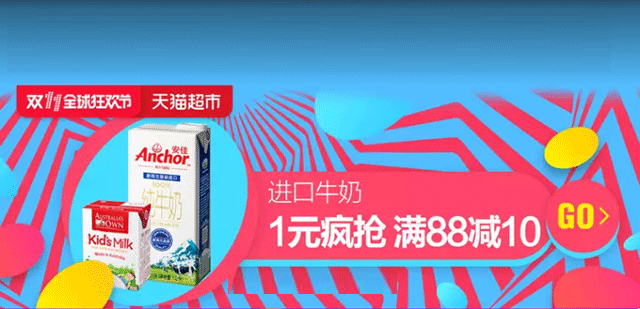 双11全球狂欢节 天猫超市
安佳
Anchor
100%
纯牛奶
AUSTRALIA'S
OWN
Kid's Milk
进口牛奶
1元疯抢 满88减10
GO >